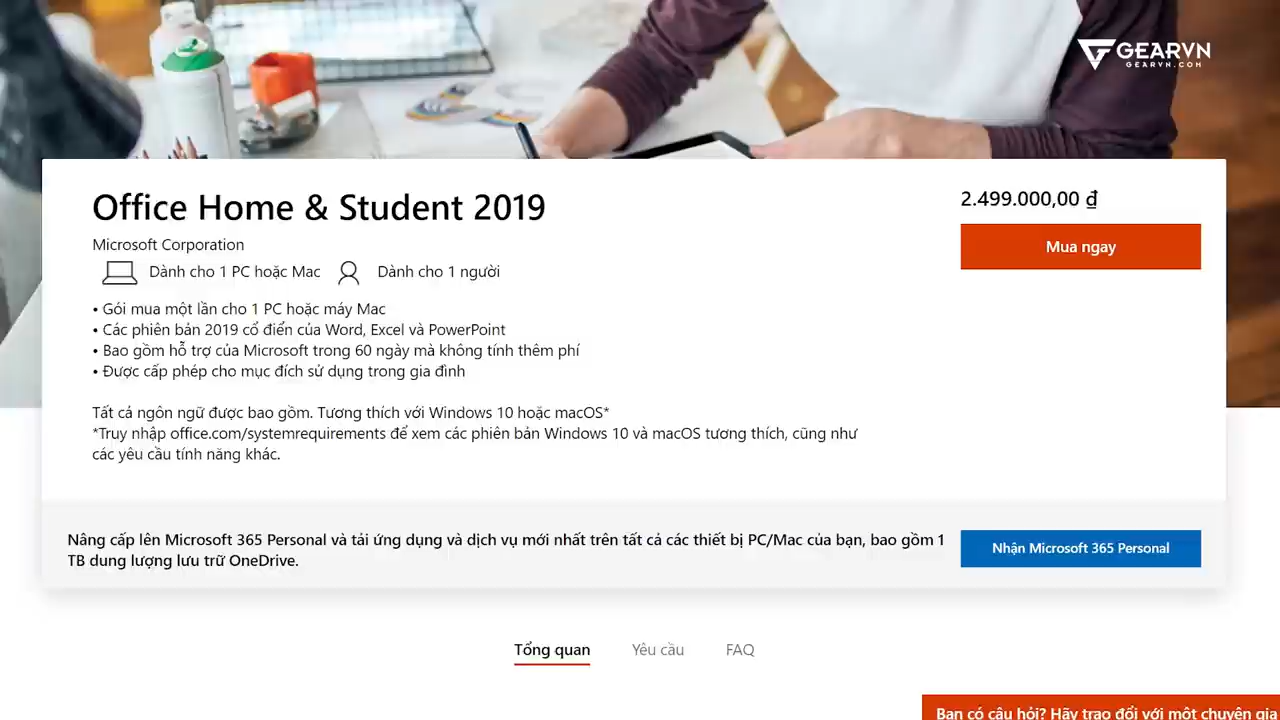 GEARVN
GEARVN.COM
Office Home & Student 2019
2.499.000,00 ₫
Microsoft Corporation
Mua ngay
Dành cho 1 PC hoặc Mac
Dành cho 1 người
• Gói mua một lần cho 1 PC hoặc máy Mac
• Các phiên bản 2019 cổ điển của Word, Excel và PowerPoint
• Bao gồm hỗ trợ của Microsoft trong 60 ngày mà không tính thêm phí
• Được cấp phép cho mục đích sử dụng trong gia đình
Tất cả ngôn ngữ được bao gồm. Tương thích với Windows 10 hoặc macOS*
*Truy nhập office.com/systemrequirements để xem các phiên bản Windows 10 và macOS tương thích, cũng như
các yêu cầu tính năng khác.
Nâng cấp lên Microsoft 365 Personal và tải ứng dụng và dịch vụ mới nhất trên tất cả các thiết bị PC/Mac của bạn, bao gồm 1
TB dung lượng lưu trữ OneDrive.
Nhận Microsoft 365 Personal
Tổng quan
Yêu cầu
FAQ
Bạn có câu hỏi? Hãy trao đổi với một chuyên gia